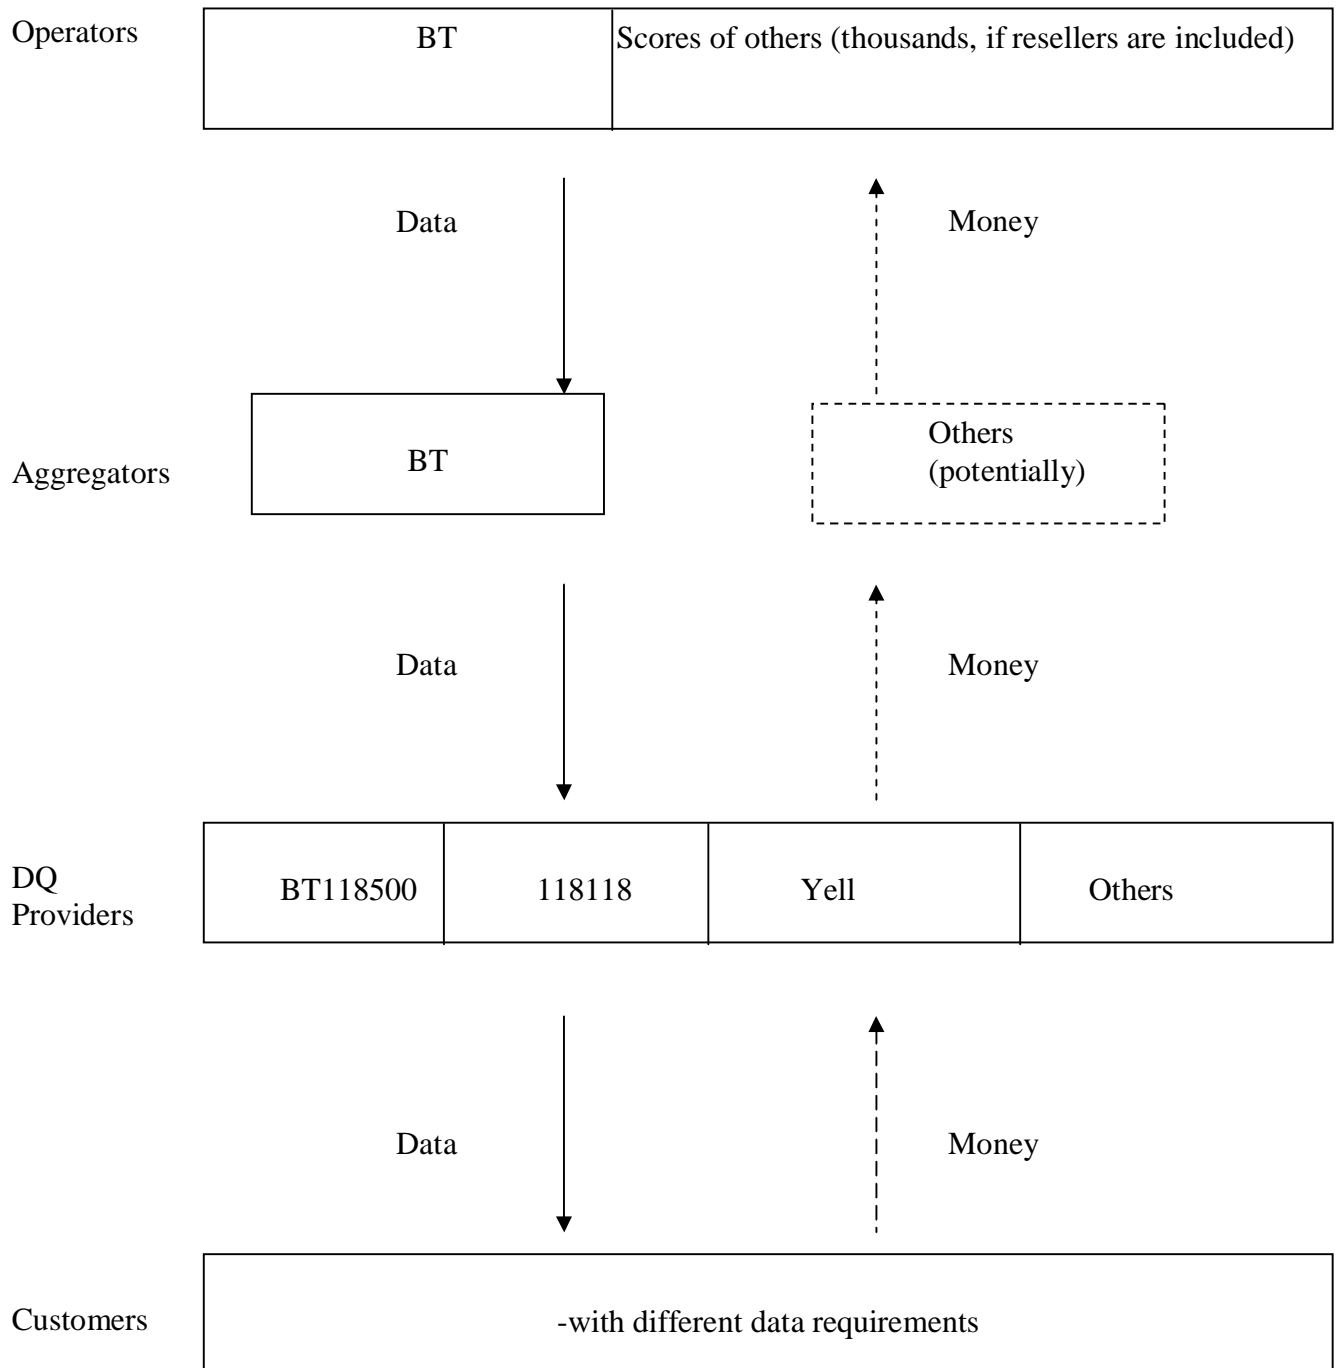 Operators
BT
Scores of others (thousands, if resellers are included)
Data
Money
Aggregators
BT
Others
(potentially)
Data
Money
DQ
Providers
BT118500
118118
Yell
Others
Data
Money
Customers
-with different data requirements